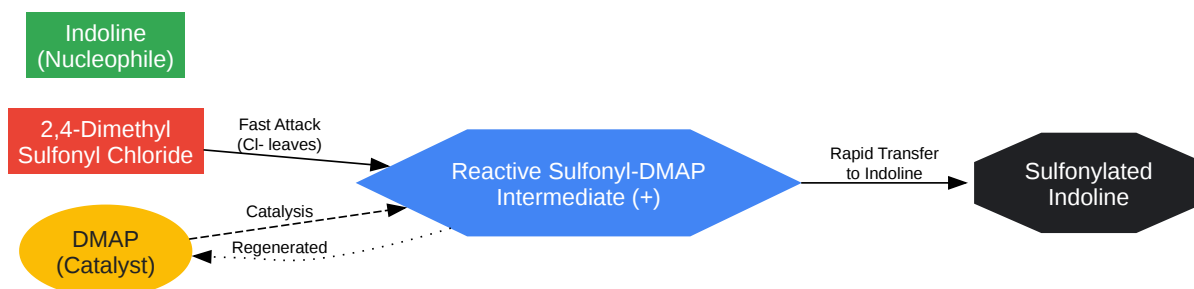 Indoline
(Nucleophile)
2,4-Dimethyl
Sulfonyl Chloride
Fast Attack
(Cl- leaves)
Reactive Sulfonyl-DMAP
Intermediate (+)
Rapid Transfer
to Indoline
Sulfonylated
Indoline
Catalysis
Regenerated
DMAP
(Catalyst)